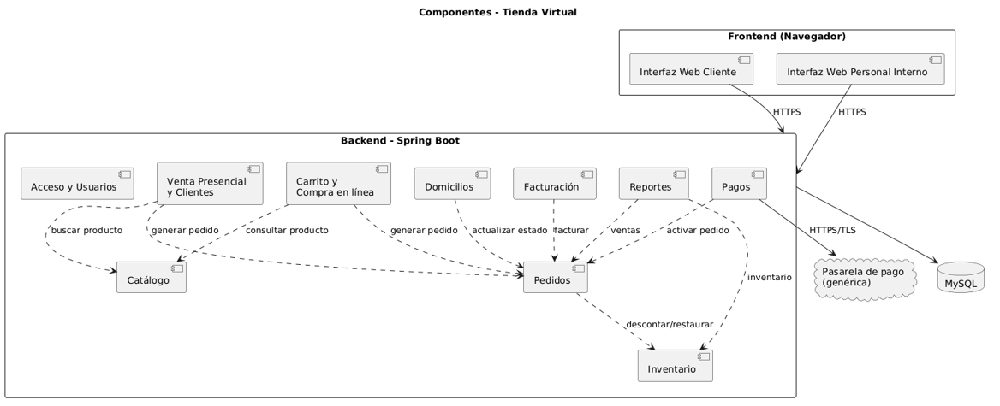 Componentes - Tienda Virtual
Frontend (Navegador)
Interfaz Web Cliente
Interfaz Web Personal Interno
HTTPS
HTTPS
Backend - Spring Boot
Acceso y Usuarios
Venta Presencial
y Clientes
Carrito y
Compra en línea
Domicilios
Facturación
Reportes
Pagos
buscar producto
generar pedido
consultar producto
generar pedido
actualizar estado
facturar
ventas
activar pedido
HTTPS/TLS
Catálogo
Pedidos
inventario
Pasarela de pago
(genérica)
MySQL
descontar/restaurar
Inventario